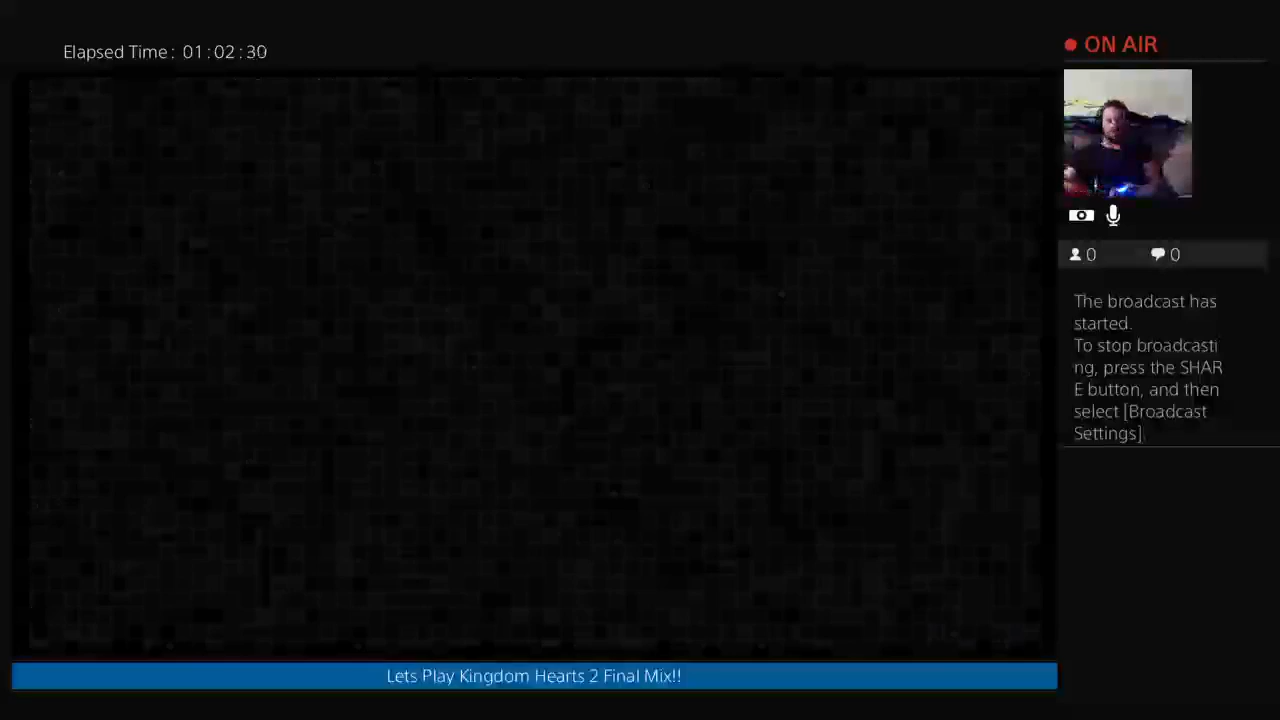 Elapsed Time: 01:02:30
ON AIR
0 0
The broadcast has
started.
To stop broadcasti
ng, press the SHAR
E button, and then
select [Broadcast
Settings]
Lets Play Kingdom Hearts 2 Final Mix!!